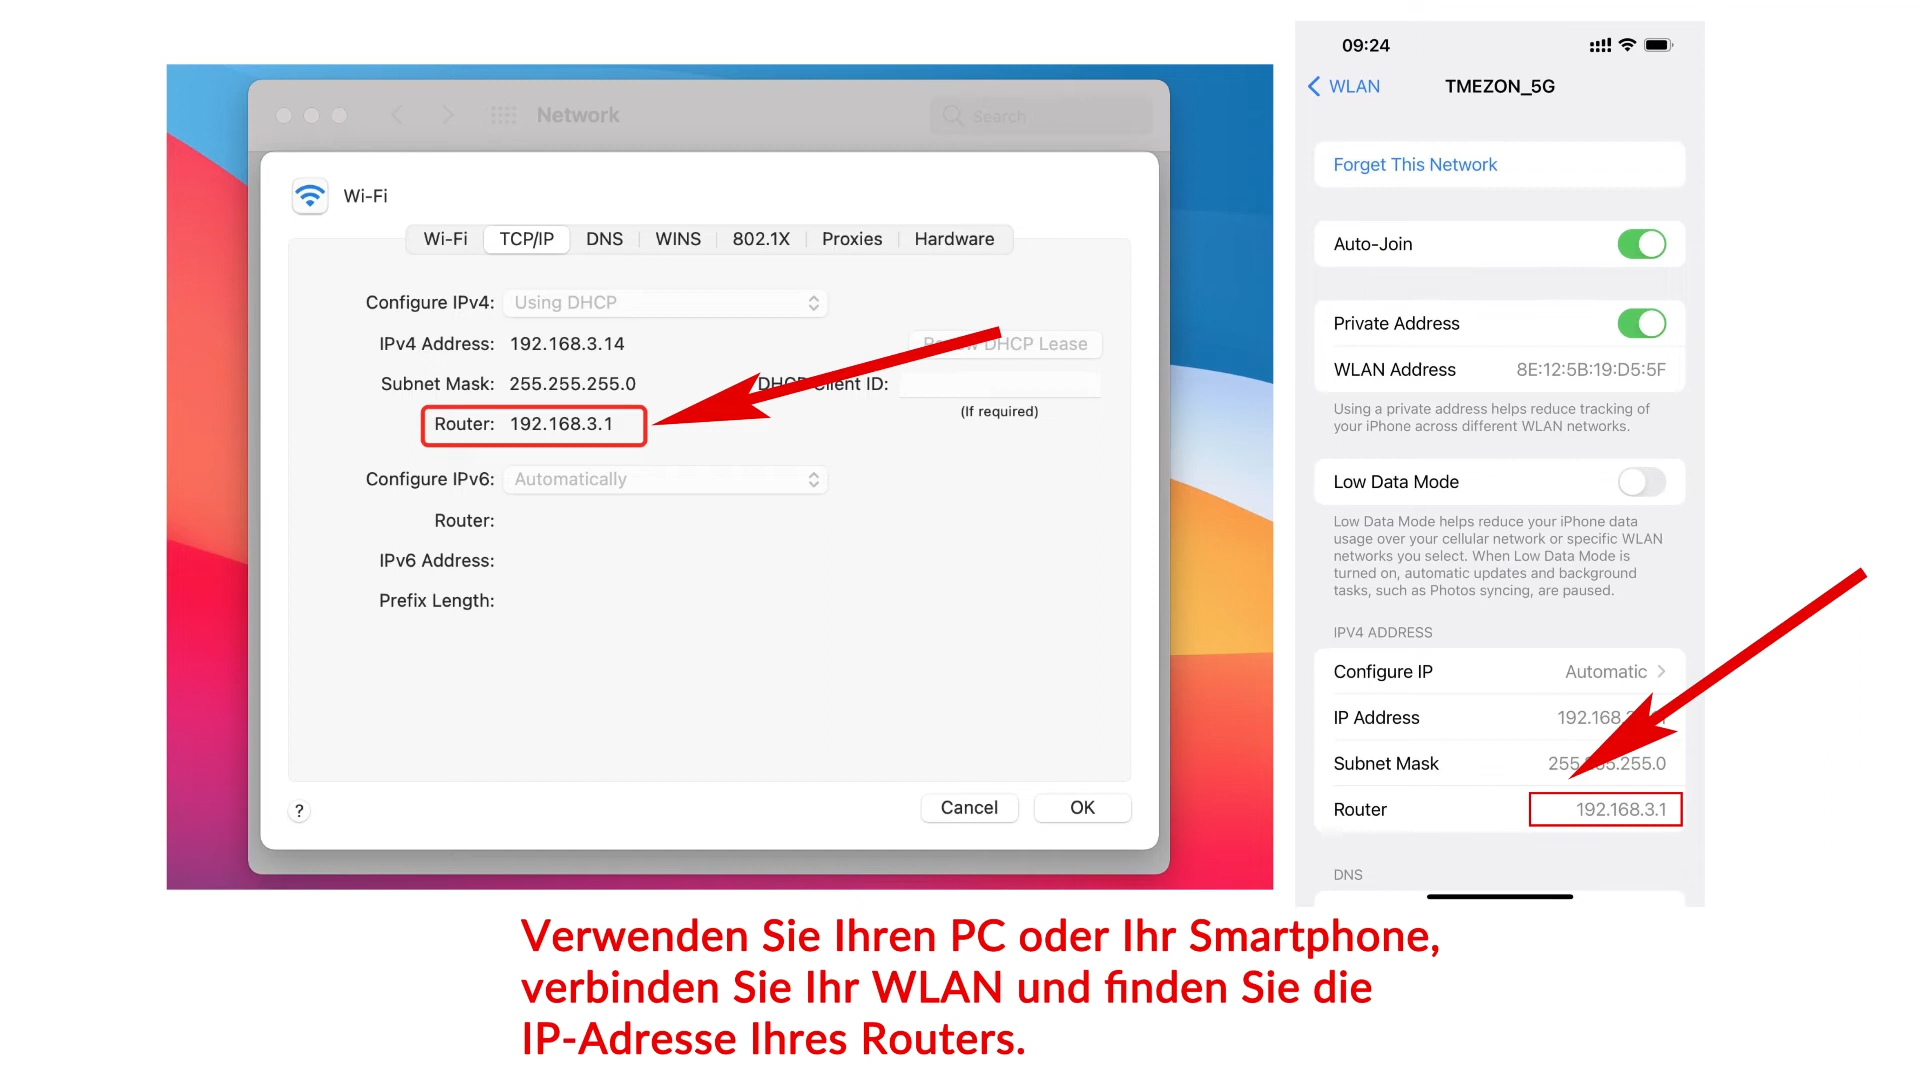 Network
Search
Wi-Fi
Wi-Fi TCP/IP DNS WINS 802.1X Proxies Hardware
Configure IPv4: Using DHCP
IPv4 Address: 192.168.3.14
DHCP Lease
Subnet Mask: 255.255.255.0
ID:
Router: 192.168.3.1
(If required)
Configure IPv6: Automatically
Router:
IPv6 Address:
Prefix Length:
?
Cancel
OK
09:24
WLAN
TMEZON_5G
Forget This Network
Auto-Join
Private Address
WLAN Address 8E:12:5B:19:D5:5F
Using a private address helps reduce tracking of
your iPhone across different WLAN networks.
Low Data Mode
Low Data Mode helps reduce your iPhone data
usage over your cellular network or specific WLAN
networks you select. When Low Data Mode is
turned on, automatic updates and background
tasks, such as Photos syncing, are paused.
IPV4 ADDRESS
Configure IP Automatic
IP Address
Subnet Mask
Router 192.168.3.1
DNS
Verwenden Sie Ihren PC oder Ihr Smartphone,
verbinden Sie Ihr WLAN und finden Sie die
IP-Adresse Ihres Routers.